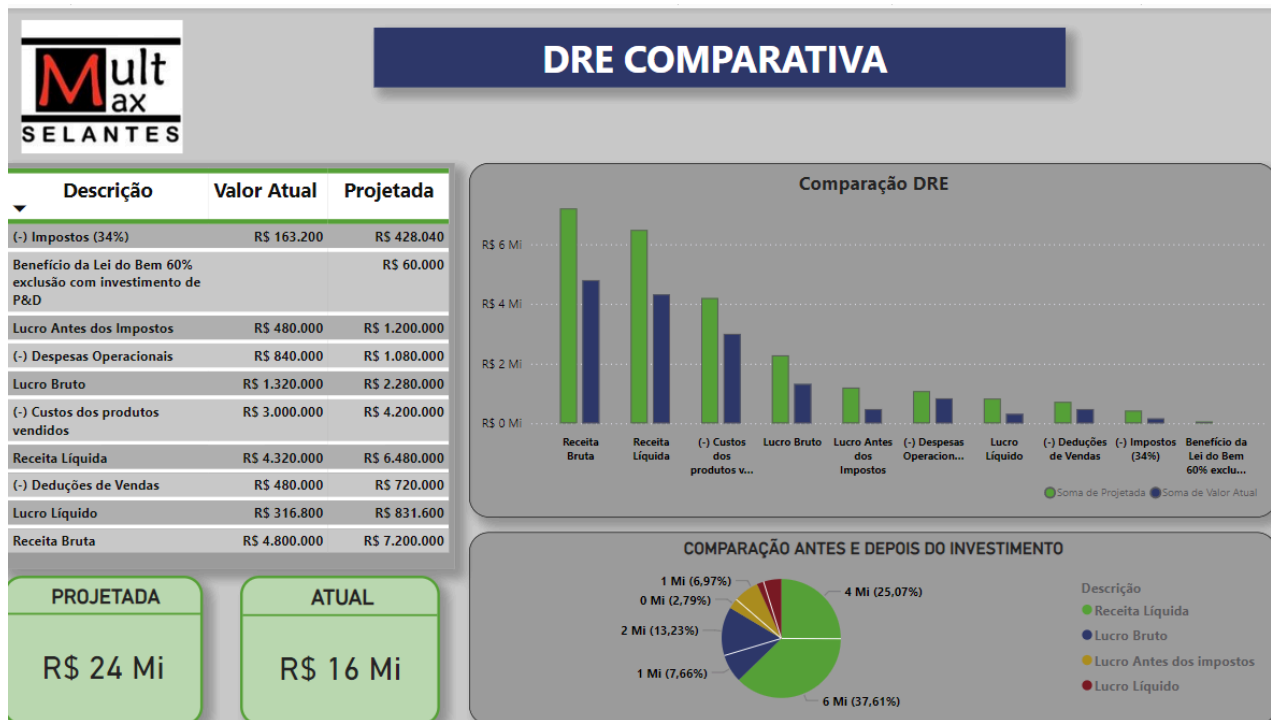 Mult
ax
SELANTES
DRE COMPARATIVA
Descrição Valor Atual Projetada
(-) Impostos (34%) R$ 163.200 R$ 428.040
Benefício da Lei do Bem 60% R$ 60.000
exclusão com investimento de
P&D
Lucro Antes dos Impostos R$ 480.000 R$ 1.200.000
(-) Despesas Operacionais R$ 840.000 R$ 1.080.000
Lucro Bruto R$ 1.320.000 R$ 2.280.000
(-) Custos dos produtos R$ 3.000.000 R$ 4.200.000
vendidos
Receita Líquida R$ 4.320.000 R$ 6.480.000
(-) Deduções de Vendas R$ 480.000 R$ 720.000
Lucro Líquido R$ 316.800 R$ 831.600
Receita Bruta R$ 4.800.000 R$ 7.200.000
PROJETADA
R$ 24 Mi
ATUAL
R$ 16 Mi
Comparação DRE
R$ 6 Mi
R$ 4 Mi
R$ 2 Mi
R$ 0 Mi
Receita Receita (-) Custos Lucro Bruto Lucro Antes (-) Despesas Lucro (-) Deduções (-) Impostos Benefício da
Bruta Líquida dos dos Operacion... Líquido de Vendas (34%) Lei do Bem
produtos v... Impostos 60% exclu...
Soma de Projetada Soma de Valor Atual
COMPARAÇÃO ANTES E DEPOIS DO INVESTIMENTO
1 Mi (6,97%)
4 Mi (25,07%)
0 Mi (2,79%)
2 Mi (13,23%)
1 Mi (7,66%)
6 Mi (37,61%)
Descrição
Receita Líquida
Lucro Bruto
Lucro Antes dos impostos
Lucro Líquido